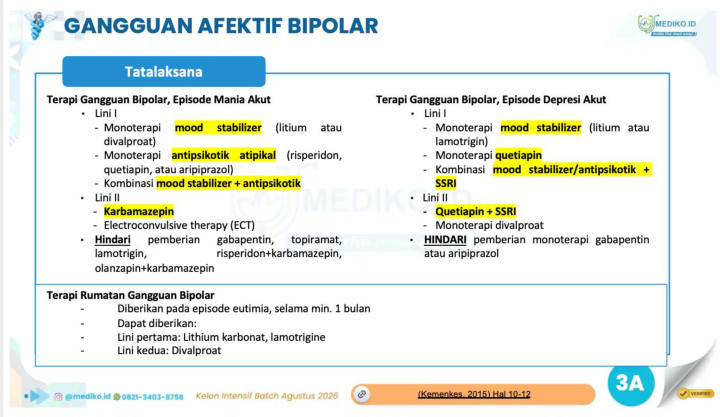 GANGGUAN AFEKTIF BIPOLAR
MEDIKO.ID
Tatalaksana
Terapi Gangguan Bipolar, Episode Mania Akut
• Lini I
- Monoterapi mood stabilizer (litium atau
divalproat)
- Monoterapi antipsikotik atipikal (risperidon,
quetiapin, atau aripiprazol)
- Kombinasi mood stabilizer + antipsikotik
• Lini II
- Karbamazepin
- Electroconvulsive therapy (ECT)
• Hindari pemberian gabapentin, topiramat,
lamotrigin, risperidon+karbamazepin,
olanzapin+karbamazepin
Terapi Gangguan Bipolar, Episode Depresi Akut
• Lini I
- Monoterapi mood stabilizer (litium atau
lamotrigin)
- Monoterapi quetiapin
- Kombinasi mood stabilizer/antipsikotik +
SSRI
• Lini II
- Quetiapin + SSRI
- Monoterapi divalproat
• HINDARI pemberian monoterapi gabapentin
atau aripiprazol
MEDIKO.ID
Terapi Rumatan Gangguan Bipolar
- Diberikan pada episode eutimia, selama min. 1 bulan
- Dapat diberikan:
- Lini pertama: Lithium karbonat, lamotrigine
- Lini kedua: Divalproat
@mediko.id 0821-3403-8758
Kelan Intensif Batch Agustus 2026
(Kemenkes, 2015) Hal 10-12
3A
VERIFIED